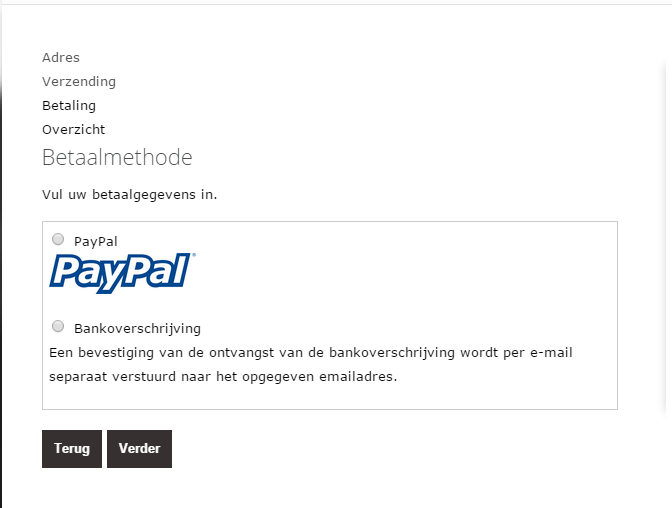 Adres
Verzending
Betaling
Overzicht
Betaalmethode
Vul uw betaalgegevens in.
PayPal
PayPal
Bankoverschrijving
Een bevestiging van de ontvangst van de bankoverschrijving wordt per e-mail
separaat verstuurd naar het opgegeven emailadres.
Terug Verder